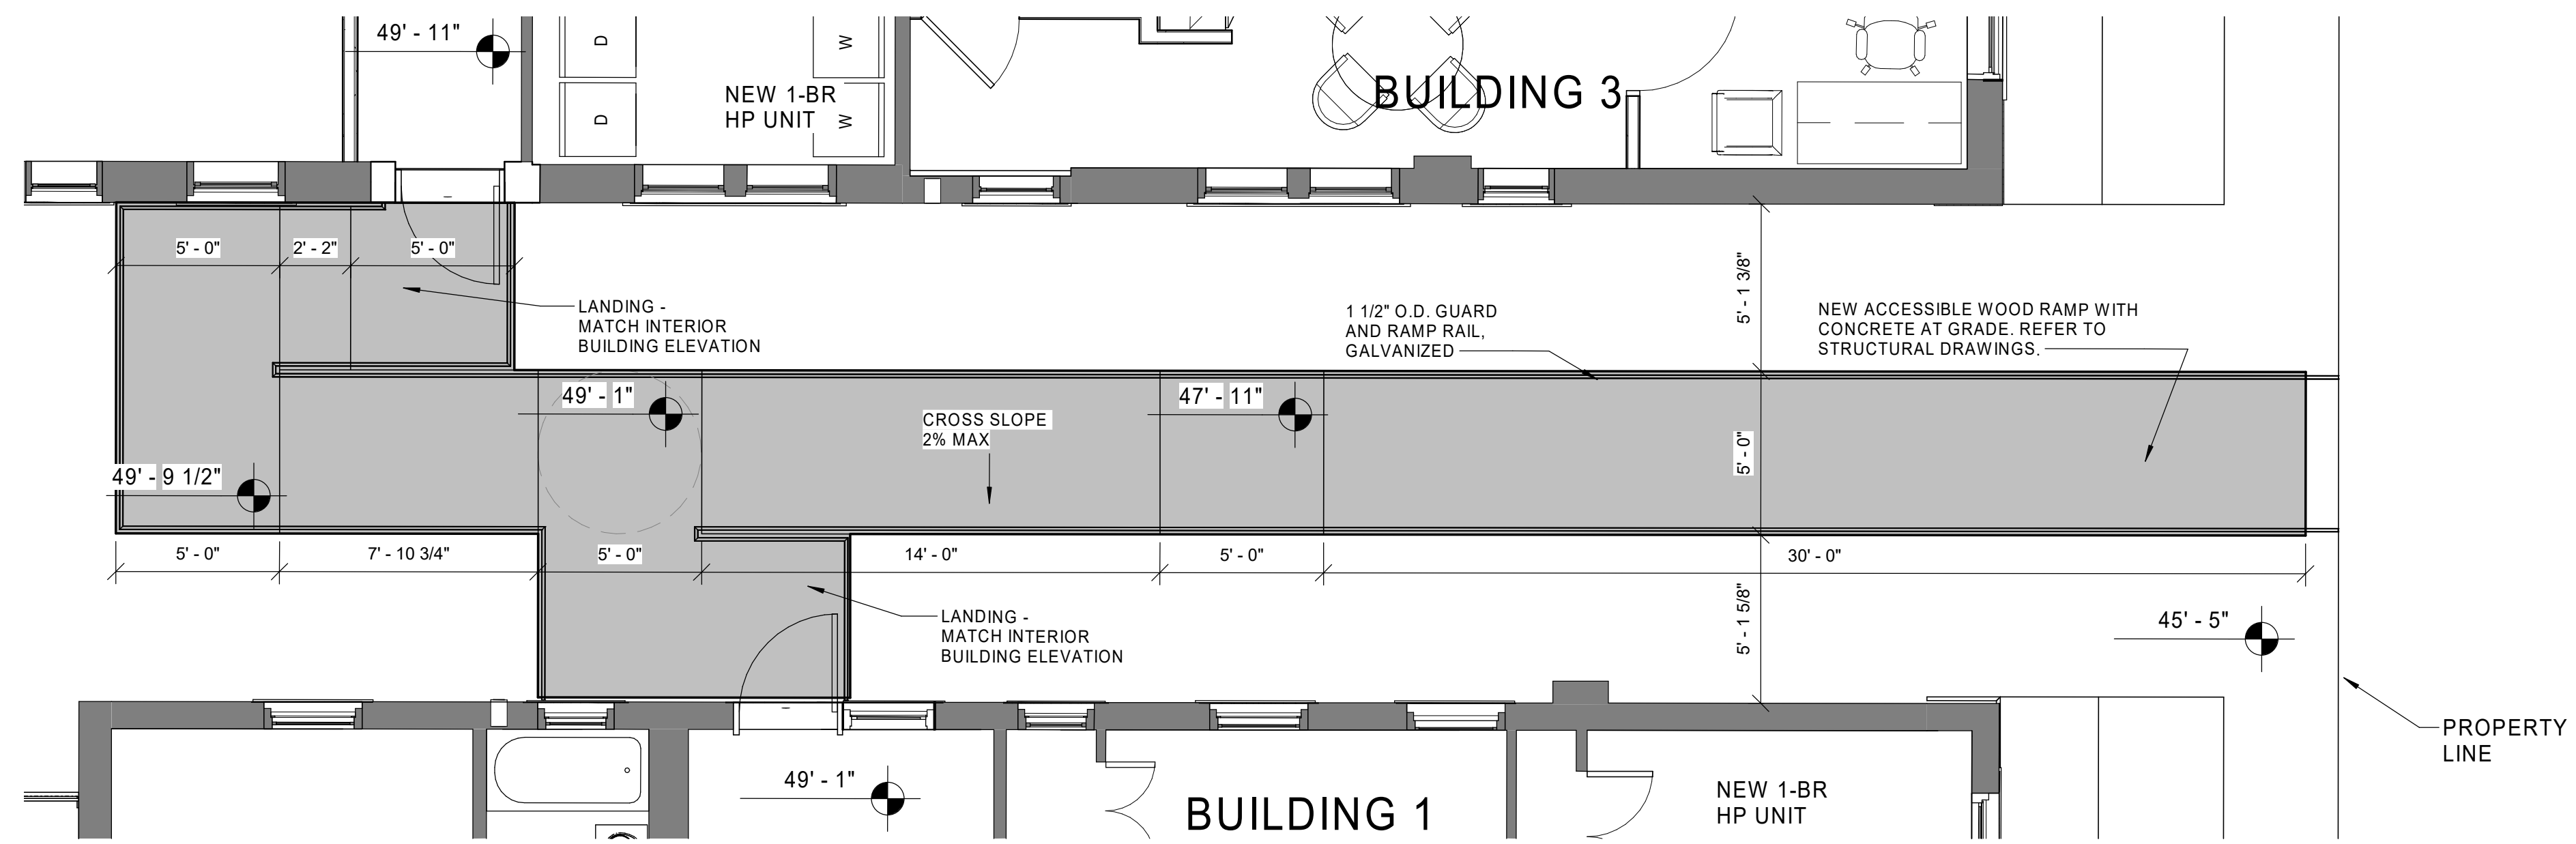 49' - 11"
D
W
D
W
NEW 1-BR
HP UNIT
BUILDING 3
5' - 0"
2' - 2"
5' - 0"
LANDING -
MATCH INTERIOR
BUILDING ELEVATION
1 1/2" O.D. GUARD
AND RAMP RAIL,
GALVANIZED
5' - 1 3/8"
NEW ACCESSIBLE WOOD RAMP WITH
CONCRETE AT GRADE. REFER TO
STRUCTURAL DRAWINGS.
49' - 1"
47' - 11"
CROSS SLOPE
2% MAX
5' - 0"
49' - 9 1/2"
5' - 0"
7' - 10 3/4"
5' - 0"
14' - 0"
5' - 0"
30' - 0"
LANDING -
MATCH INTERIOR
BUILDING ELEVATION
5' - 1 5/8"
45' - 5"
PROPERTY
LINE
49' - 1"
BUILDING 1
NEW 1-BR
HP UNIT